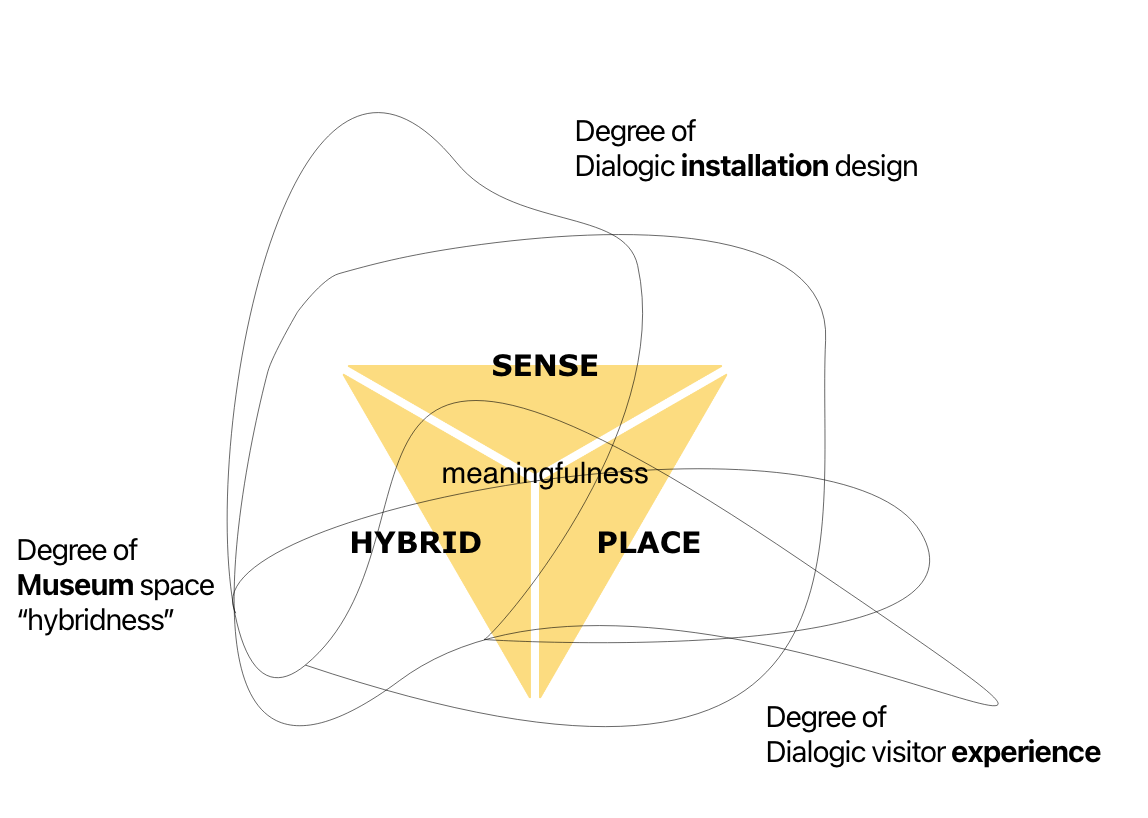 Degree of
Dialogic installation design
SENSE
meaningfulness
HYBRID
PLACE
Degree of
Museum space
“hybridness”
Degree of
Dialogic visitor experience